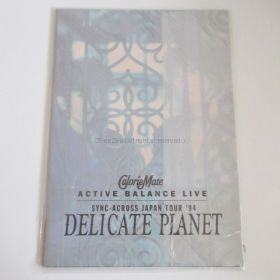 CalorieMate
ACTIVE BALANCE LIVE
SYNC-ACROSS JAPAN TOUR '94
DELICATE PLANET